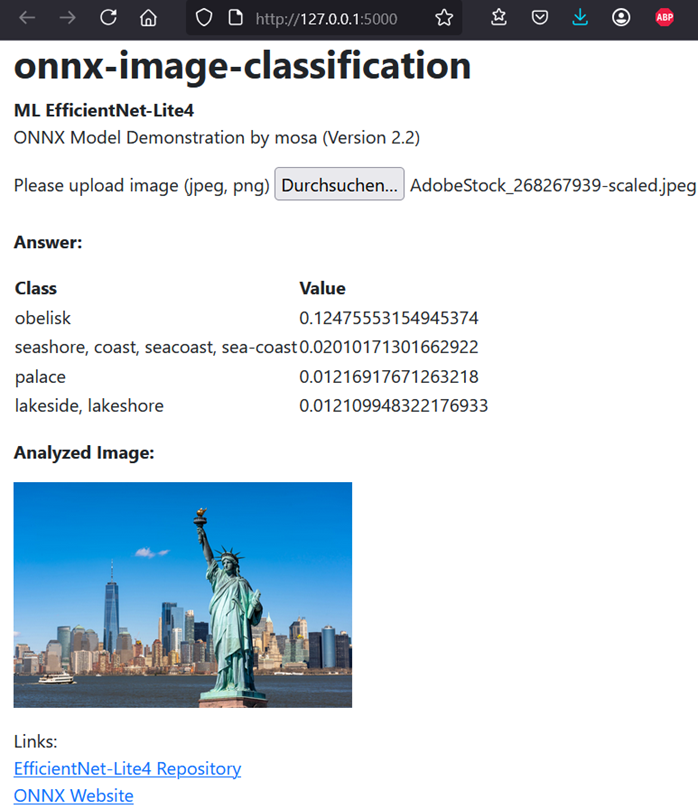 http://127.0.0.1:5000
ABP
onnx-image-classification
ML EfficientNet-Lite4
ONNX Model Demonstration by mosa (Version 2.2)
Please upload image (jpeg, png) Durchsuchen... AdobeStock_268267939-scaled.jpeg
Answer:
Class Value
obelisk 0.12475553154945374
seashore, coast, seacoast, sea-coast 0.02010171301662922
palace 0.01216917671263218
lakeside, lakeshore 0.012109948322176933
Analyzed Image:
Links:
EfficientNet-Lite4 Repository
ONNX Website